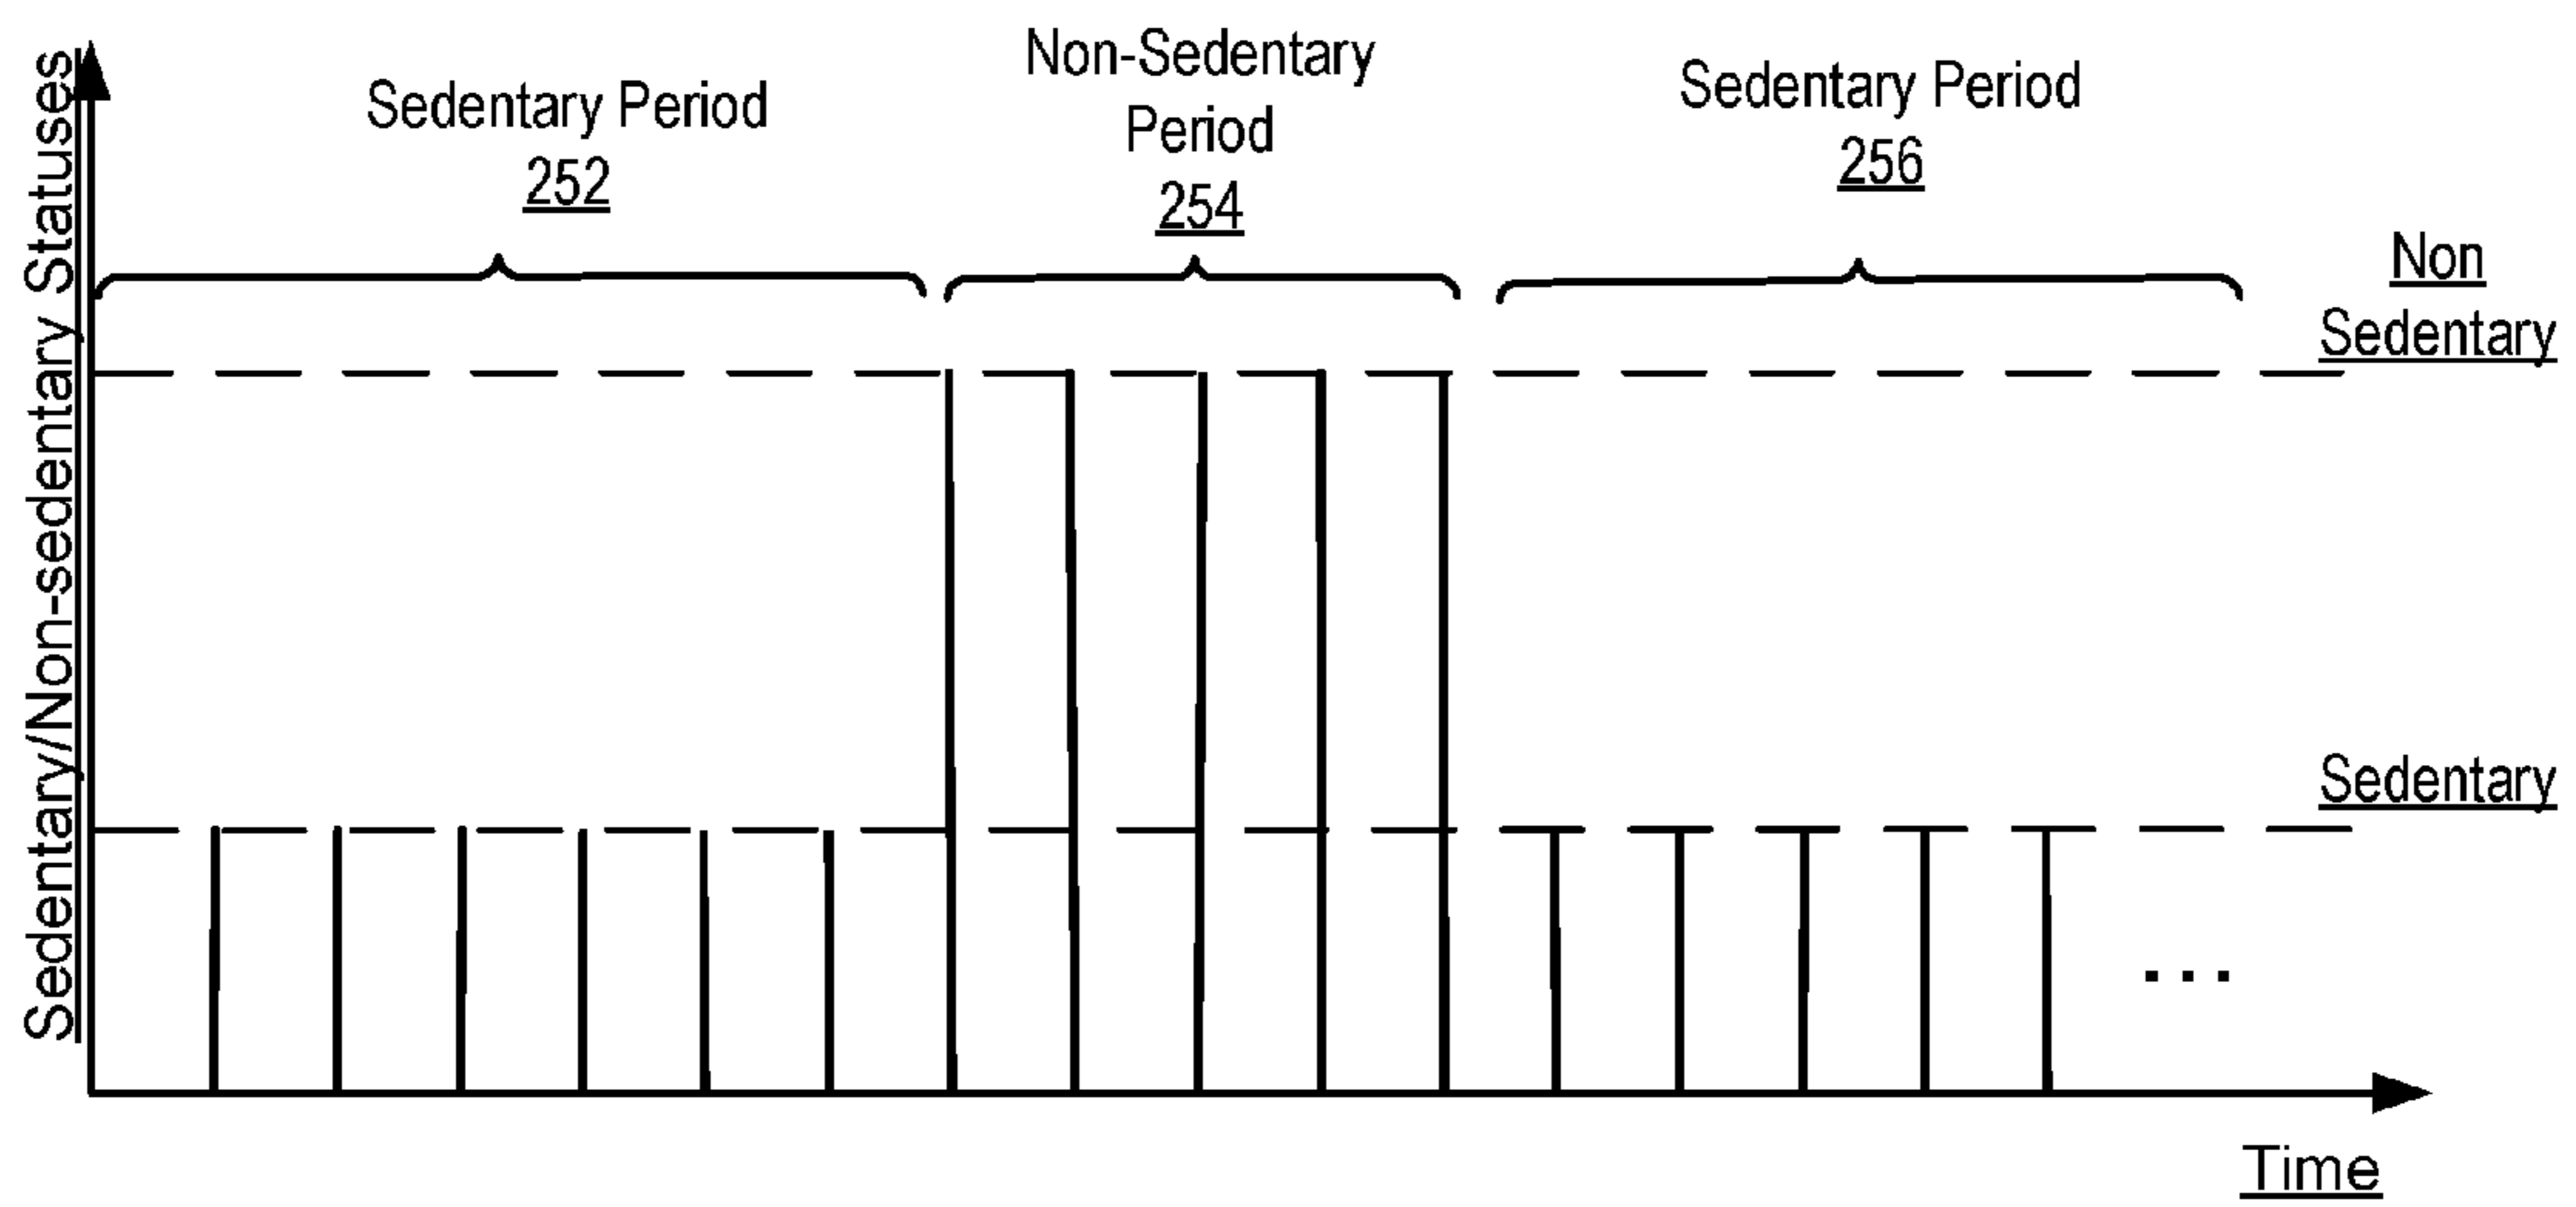 Sedentary/Non-sedentary Statuses
Sedentary Period
252
Non-Sedentary
Period
254
Sedentary Period
256
Non
Sedentary
Sedentary
...
Time